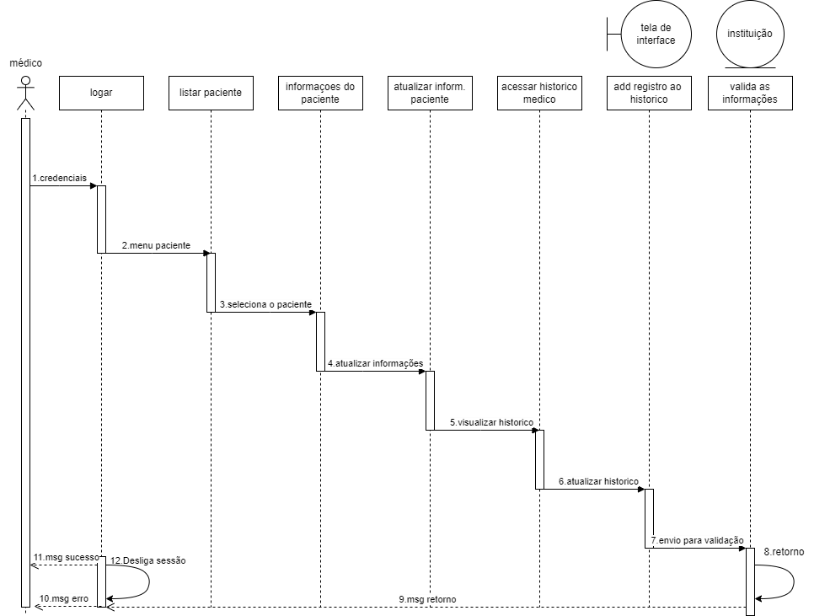 tela de
interface
instituição
médico
logar
listar paciente
informaçoes do
paciente
atualizar inform.
paciente
acessar historico
medico
add registro ao
historico
valida as
informações
1.credenciais
2.menu paciente
3.seleciona o paciente
4.atualizar informações
5.visualizar historico
6.atualizar historico
7.envio para validação
8.retorno
11.msg sucesso
12.Desliga sessão
10.msg erro
9.msg retorno